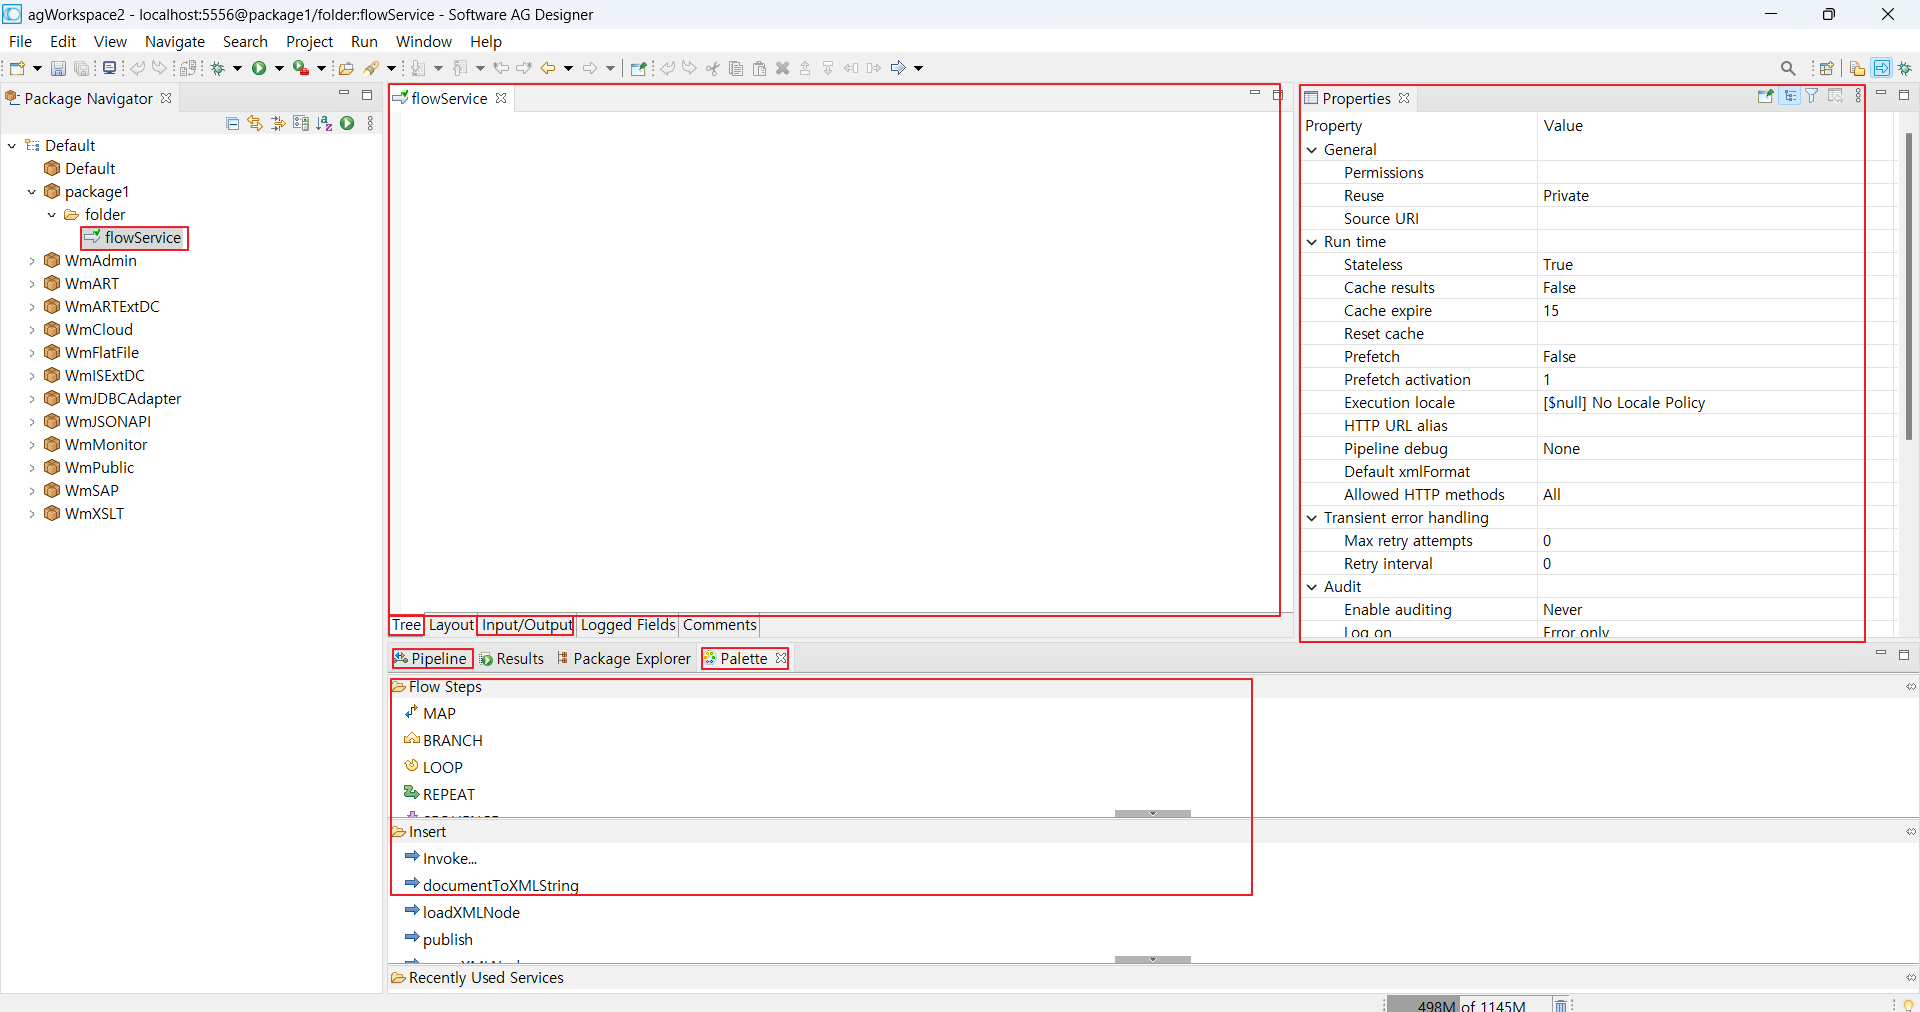 agWorkspace2 - localhost:5556@package1/folder:flowService - Software AG Designer
File Edit View Navigate Search Project Run Window Help
Package Navigator
Default
Default
package1
folder
flowService
WmAdmin
WmART
WmARTExtDC
WmCloud
WmFlatFile
WmISExtDC
WmJDBCAdapter
WmJSONAPI
WmMonitor
WmPublic
WmSAP
WmXSLT
flowService
Tree Layout Input/Output Logged Fields Comments
Properties
Property Value
General
Permissions
Reuse Private
Source URI
Run time
Stateless True
Cache results False
Cache expire 15
Reset cache
Prefetch False
Prefetch activation 1
Execution locale [$null] No Locale Policy
HTTP URL alias
Pipeline debug None
Default xmlFormat
Allowed HTTP methods All
Transient error handling
Max retry attempts 0
Retry interval 0
Audit
Enable auditing Never
Log on Error only
Pipeline Results Package Explorer Palette
Flow Steps
MAP
BRANCH
LOOP
REPEAT
Insert
Invoke...
documentToXMLString
loadXMLNode
publish
Recently Used Services
498M of 1145M